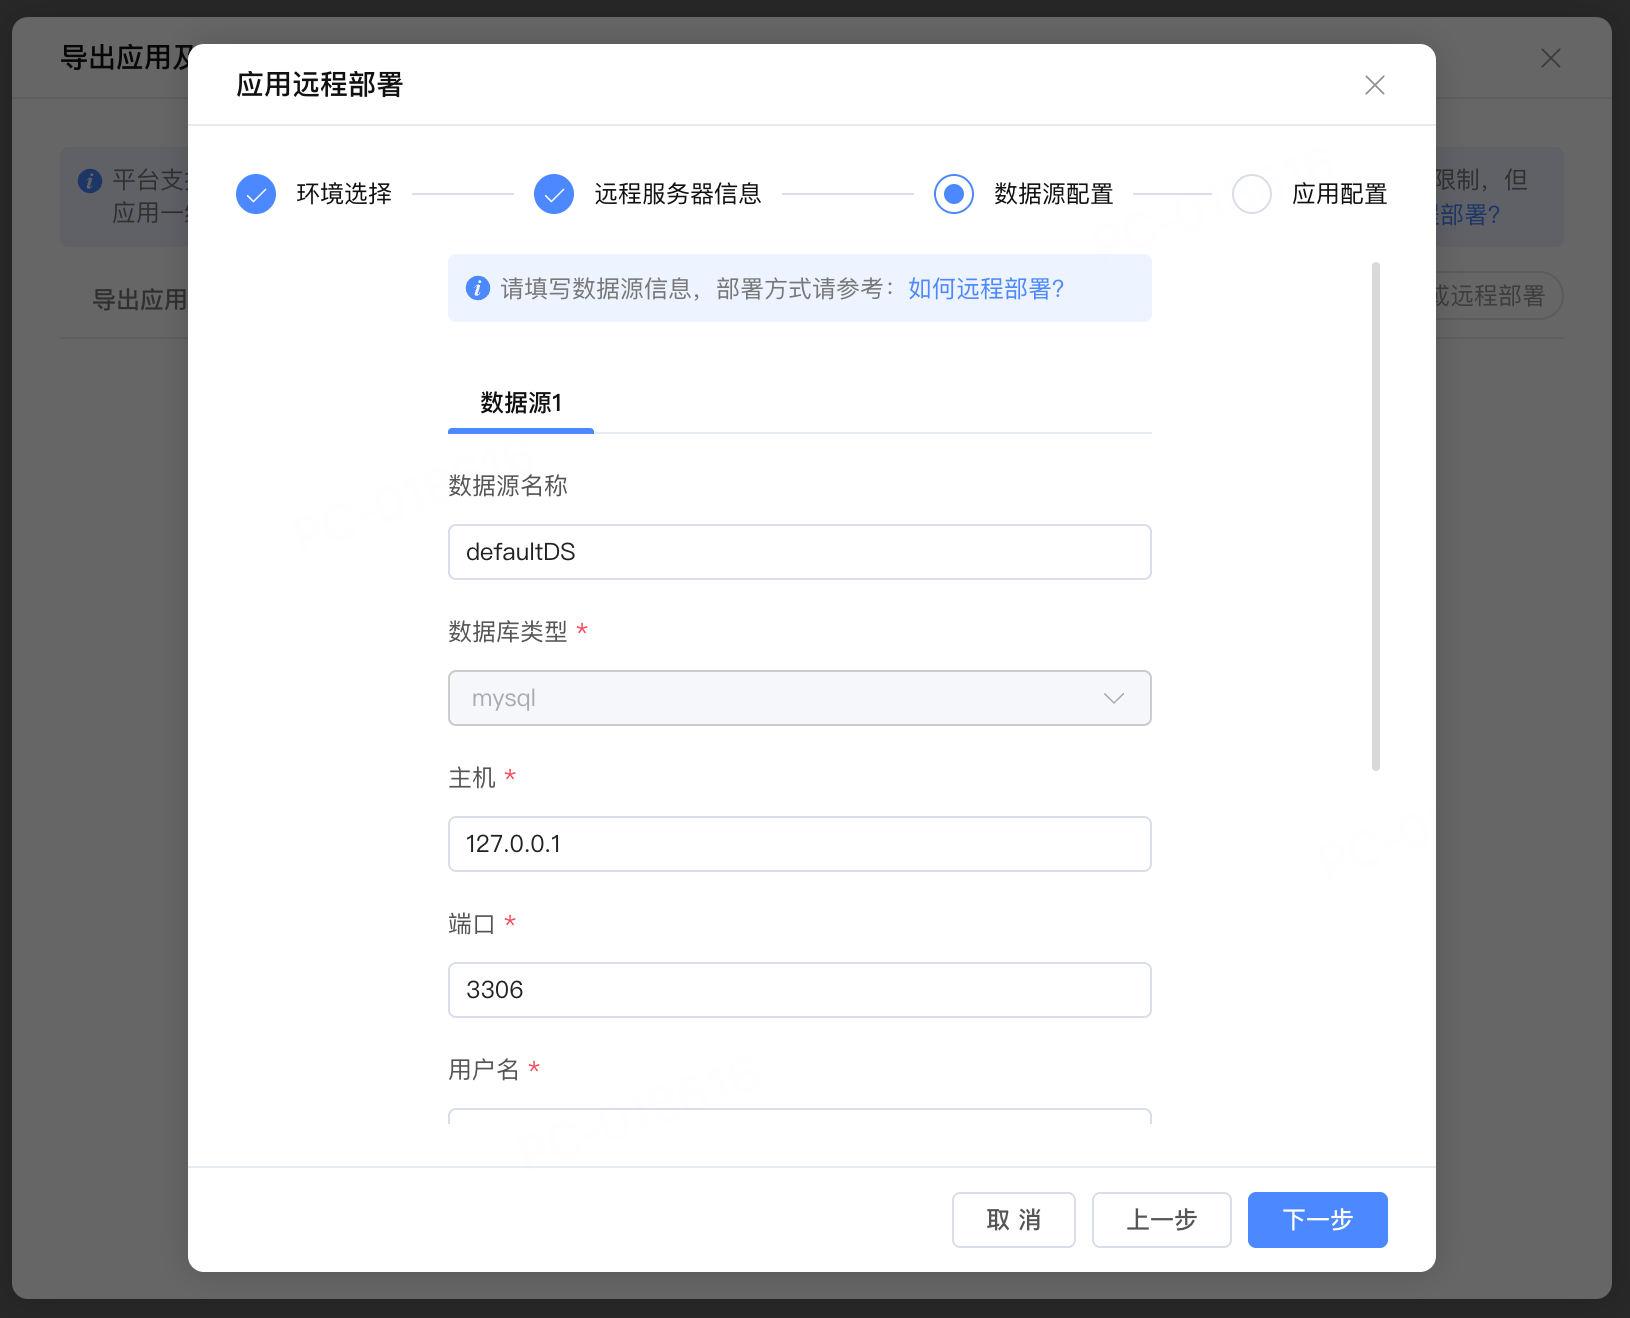 导出应用及
应用远程部署
平台支
应用一
限制，但
部署？
环境选择
远程服务器信息
数据源配置
应用配置
请填写数据源信息，部署方式请参考：如何远程部署？
导出应用
或远程部署
数据源1
数据源名称
defaultDS
数据库类型 *
mysql
主机 *
127.0.0.1
端口 *
3306
用户名 *
取 消
上一步
下一步